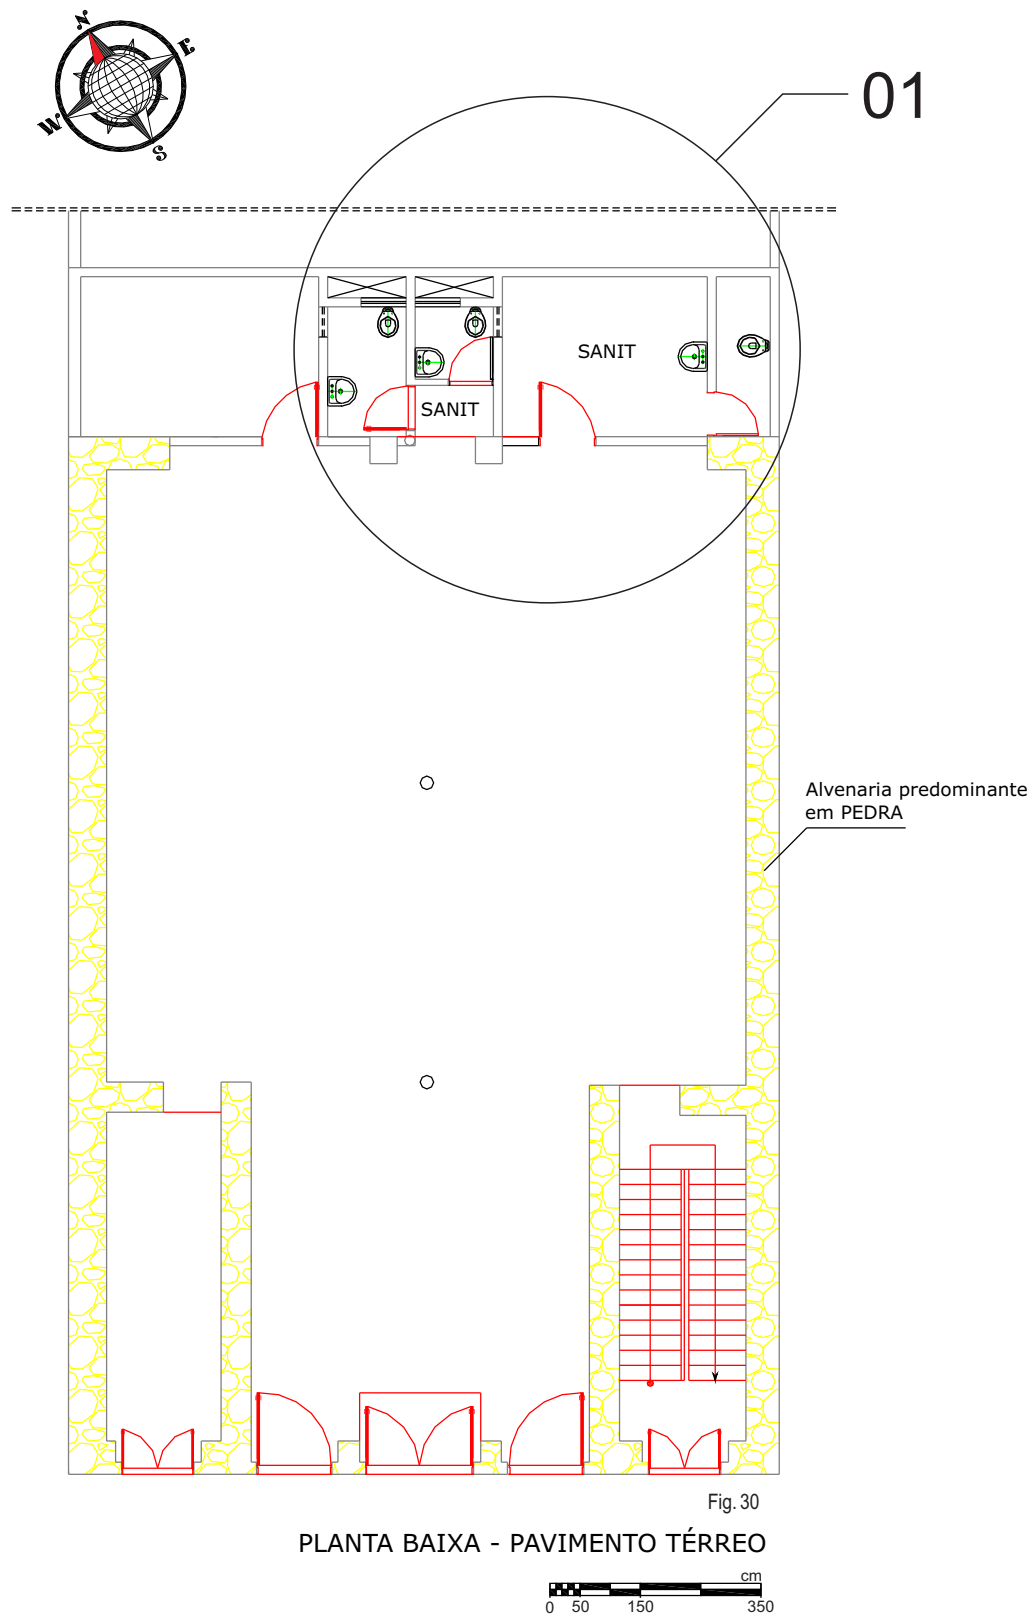 N
E
W
S
01
SANIT
SANIT
Alvenaria predominante
em PEDRA
Fig. 30
PLANTA BAIXA - PAVIMENTO TÉRREO
cm
0 50 150 350